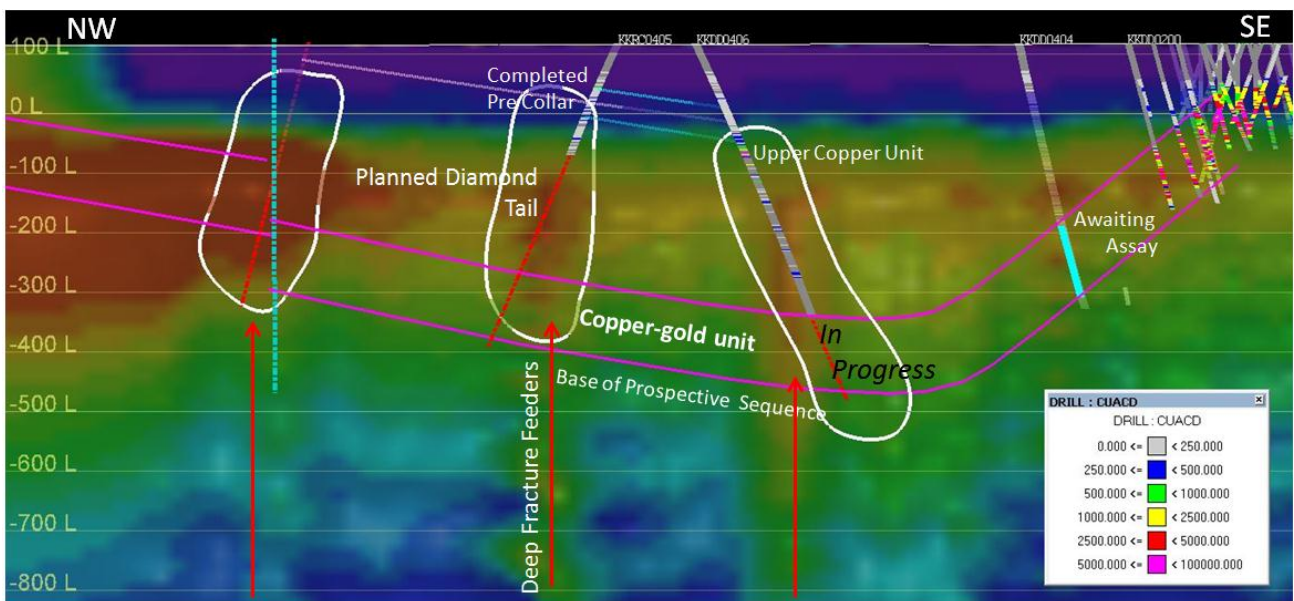 NW
SE
KKRC0405
KKDD0406
KKDD0404
KKDD0200
100 L
0 L
-100 L
-200 L
-300 L
-400 L
-500 L
-600 L
-700 L
-800 L
Completed
Pre Collar
Upper Copper Unit
Planned Diamond
Tail
Awaiting
Assay
Copper-gold unit
In
Progress
Base of Prospective Sequence
Deep Fracture Feeders
DRILL : CUACD
DRILL : CUACD
0.000 <= < 250.000
250.000 <= < 500.000
500.000 <= < 1000.000
1000.000 <= < 2500.000
2500.000 <= < 5000.000
5000.000 <= < 100000.000